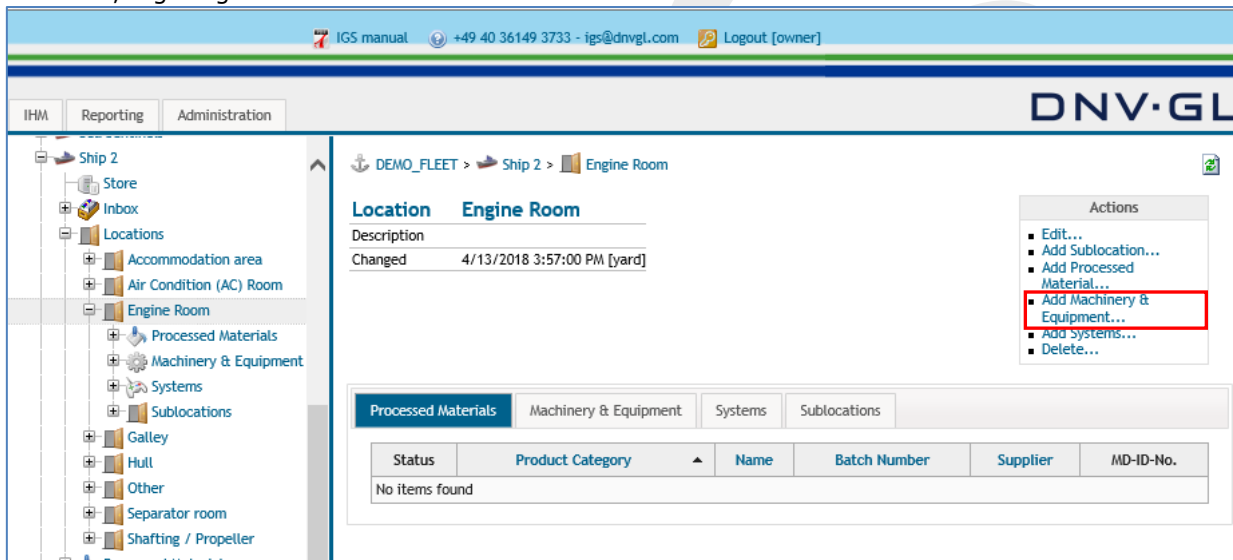 IGS manual +49 40 36149 3733 - igs@dnvgl.com Logout [owner]
IHM Reporting Administration
DNV·GL
Ship 2
Store
Inbox
Locations
Accommodation area
Air Condition (AC) Room
Engine Room
Processed Materials
Machinery & Equipment
Systems
Sublocations
Galley
Hull
Other
Separator room
Shafting / Propeller
DEMO_FLEET > Ship 2 > Engine Room
Location Engine Room
Description
Changed 4/13/2018 3:57:00 PM [yard]
Actions
Edit...
Add Sublocation...
Add Processed
Material...
Add Machinery &
Equipment...
Add Systems...
Delete...
Processed Materials Machinery & Equipment Systems Sublocations
Status Product Category Name Batch Number Supplier MD-ID-No.
No items found